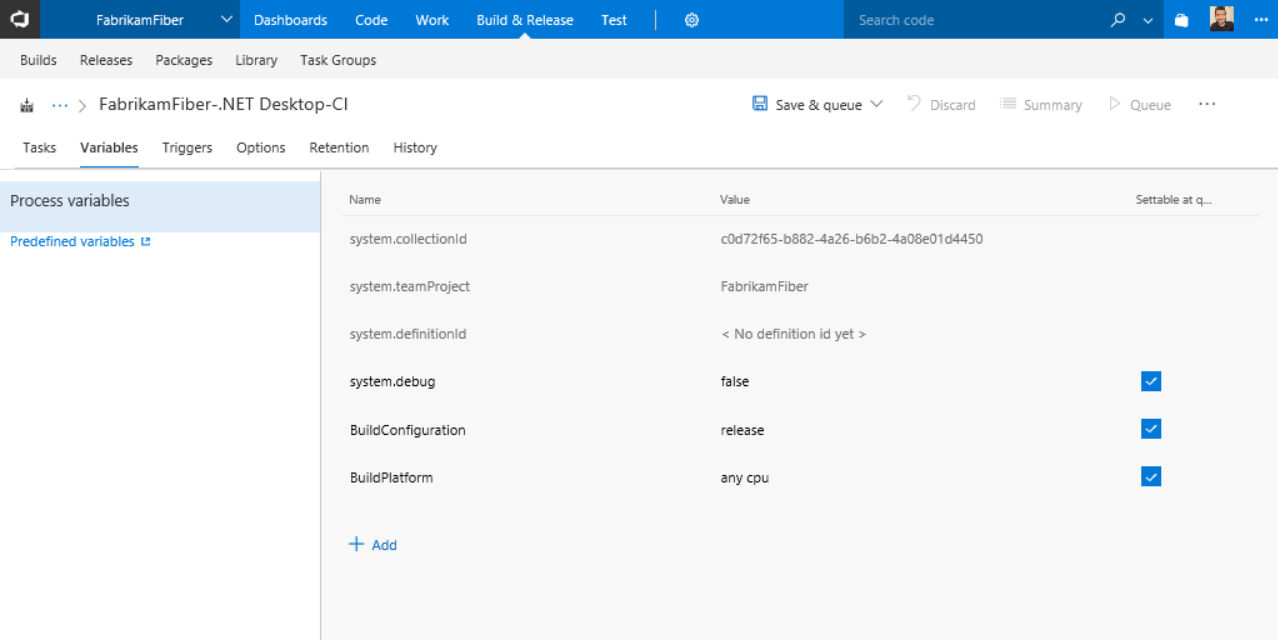 FabrikamFiber Dashboards Code Work Build & Release Test Search code
Builds Releases Packages Library Task Groups
··· > FabrikamFiber-.NET Desktop-CI Save & queue Discard Summary Queue ···
Tasks Variables Triggers Options Retention History
Process variables
Predefined variables
Name Value Settable at q...
system.collectionId c0d72f65-b882-4a26-b6b2-4a08e01d4450
system.teamProject FabrikamFiber
system.definitionId < No definition id yet >
system.debug false
BuildConfiguration release
BuildPlatform any cpu
+ Add